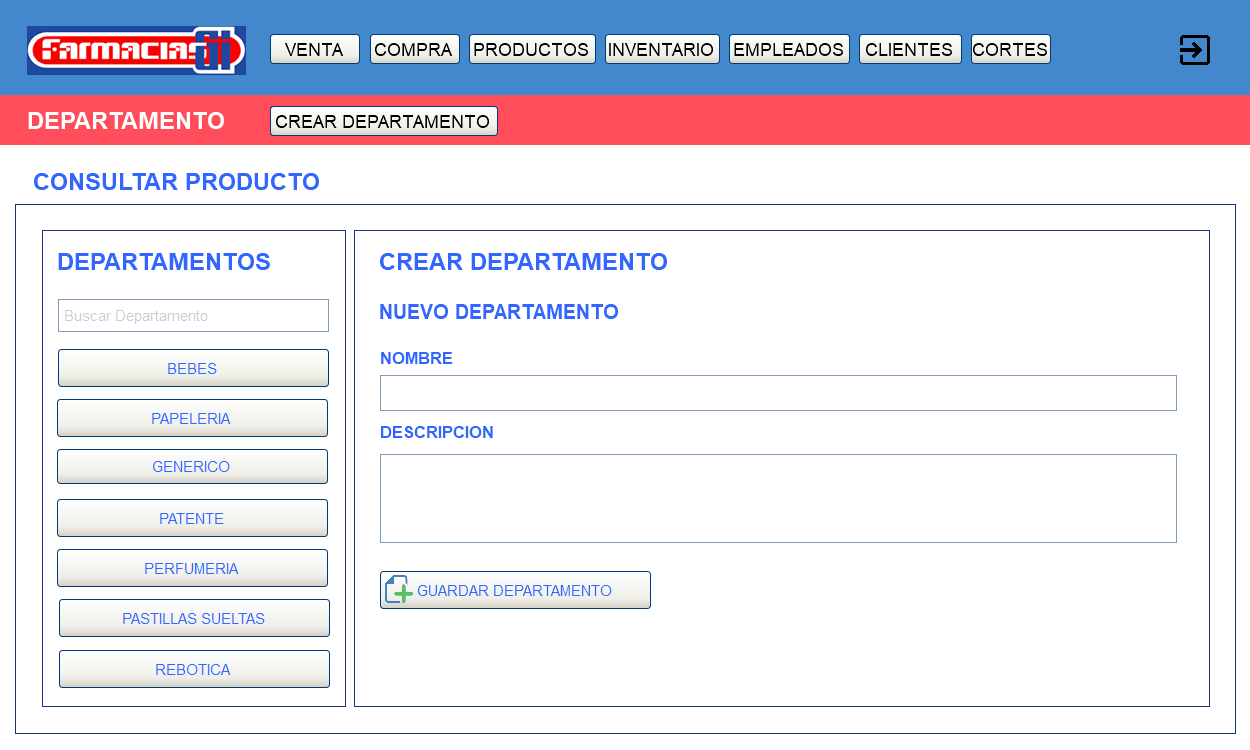 Farmacias GI
VENTA COMPRA PRODUCTOS INVENTARIO EMPLEADOS CLIENTES CORTES
DEPARTAMENTO CREAR DEPARTAMENTO
CONSULTAR PRODUCTO
DEPARTAMENTOS
Buscar Departamento
BEBES
PAPELERIA
GENERICO
PATENTE
PERFUMERIA
PASTILLAS SUELTAS
REBOTICA
CREAR DEPARTAMENTO
NUEVO DEPARTAMENTO
NOMBRE
DESCRIPCION
GUARDAR DEPARTAMENTO